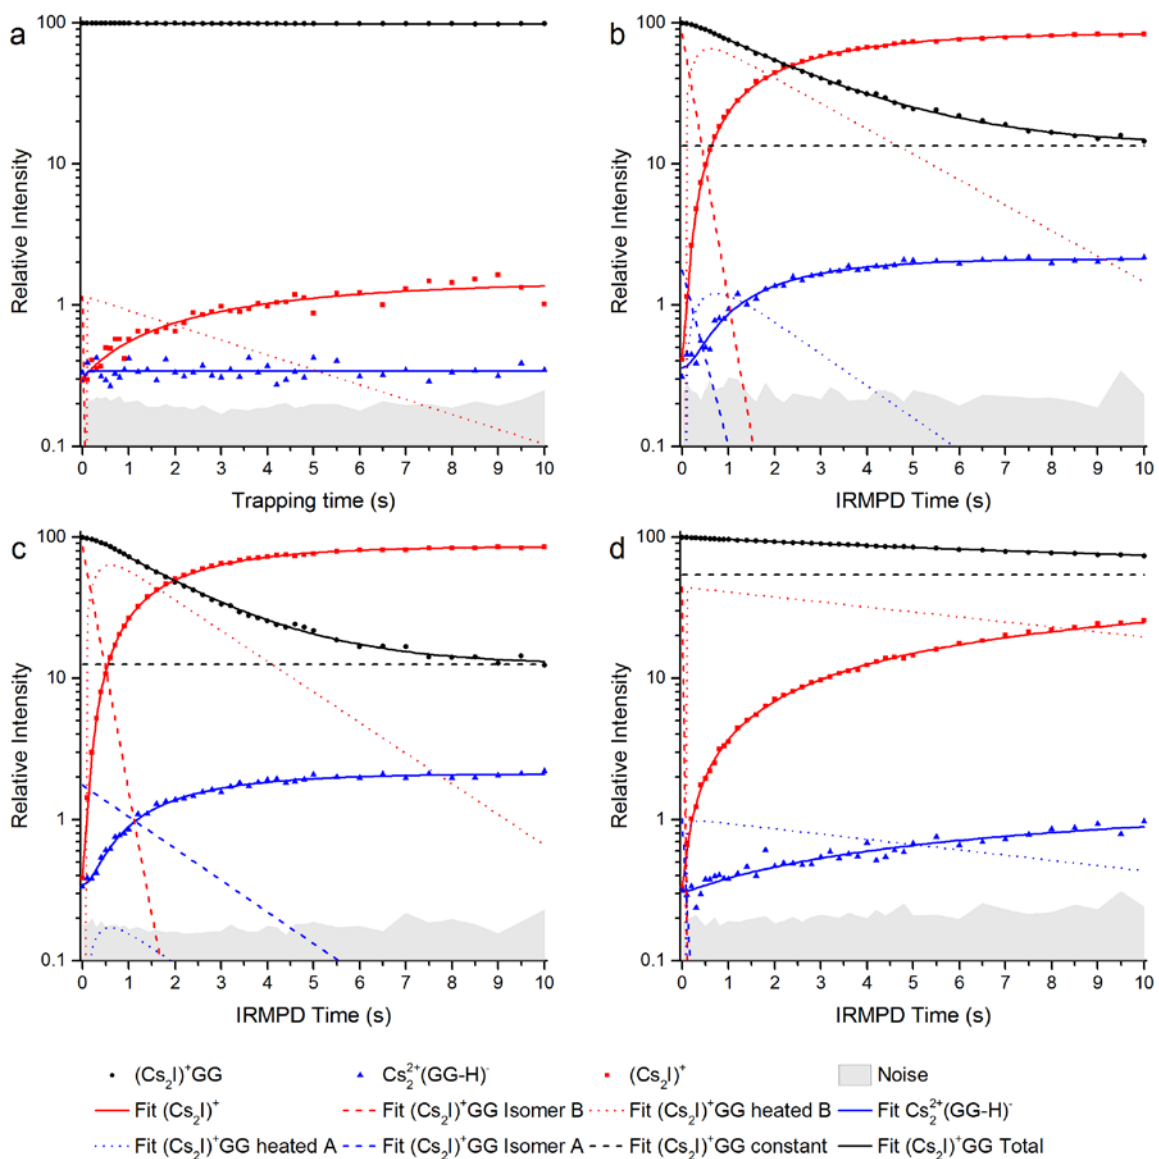 a
100
10
1
0.1
Relative Intensity
0 1 2 3 4 5 6 7 8 9 10
Trapping time (s)
b
100
10
1
0.1
Relative Intensity
0 1 2 3 4 5 6 7 8 9 10
IRMPD Time (s)
c
100
10
1
0.1
Relative Intensity
0 1 2 3 4 5 6 7 8 9 10
IRMPD Time (s)
d
100
10
1
0.1
Relative Intensity
0 1 2 3 4 5 6 7 8 9 10
IRMPD Time (s)
(Cs₂I)⁺GG Cs₂²⁺(GG-H)⁻ (Cs₂I)⁺ Noise
Fit (Cs₂I)⁺ Fit (Cs₂I)⁺GG Isomer B Fit (Cs₂I)⁺GG heated B Fit Cs₂²⁺(GG-H)⁻
Fit (Cs₂I)⁺GG heated A Fit (Cs₂I)⁺GG Isomer A Fit (Cs₂I)⁺GG constant Fit (Cs₂I)⁺GG Total